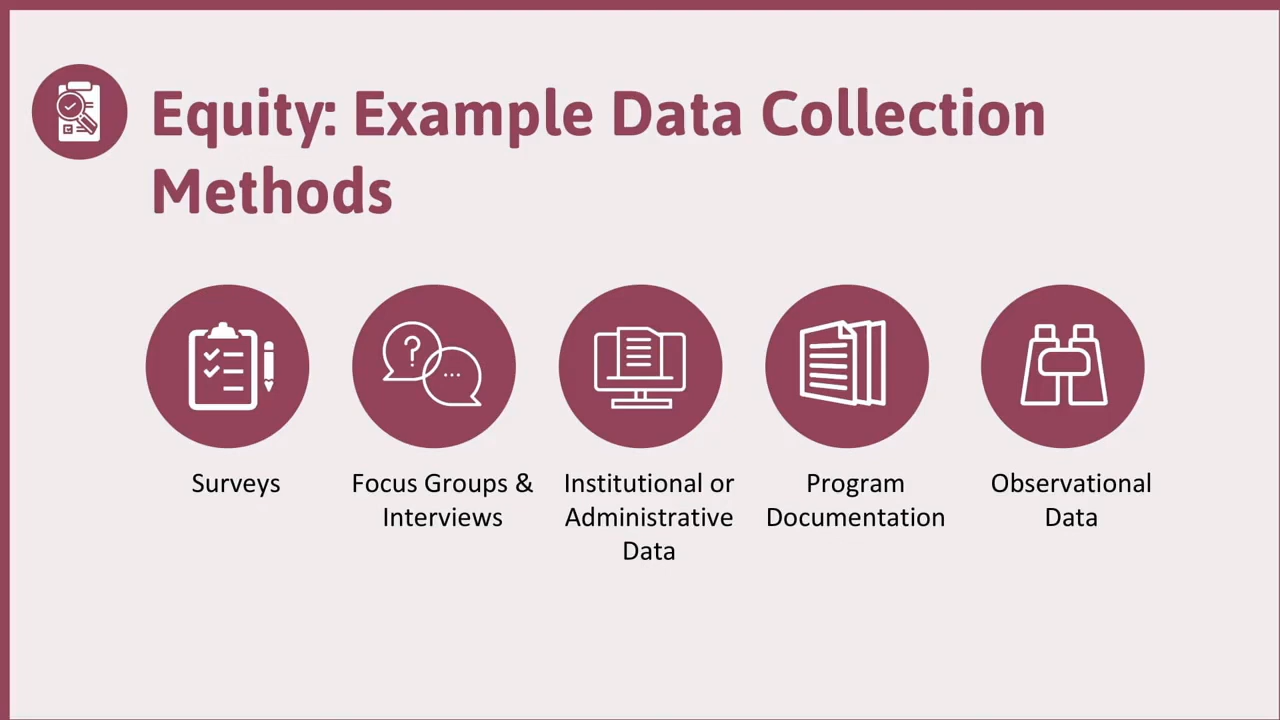 Equity: Example Data Collection
Methods
Surveys
Focus Groups &
Interviews
Institutional or
Administrative
Data
Program
Documentation
Observational
Data